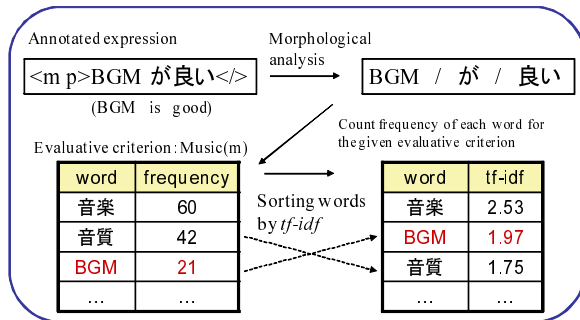 Annotated expression
Morphological analysis
<m p>BGM が良い</>
BGM / が / 良い
(BGM is good)
Count frequency of each word for
the given evaluative criterion
Evaluative criterion : Music(m)
word frequency
音楽 60
音質 42
BGM 21
... ...
Sorting words
by tf-idf
word tf-idf
音楽 2.53
BGM 1.97
音質 1.75
... ...